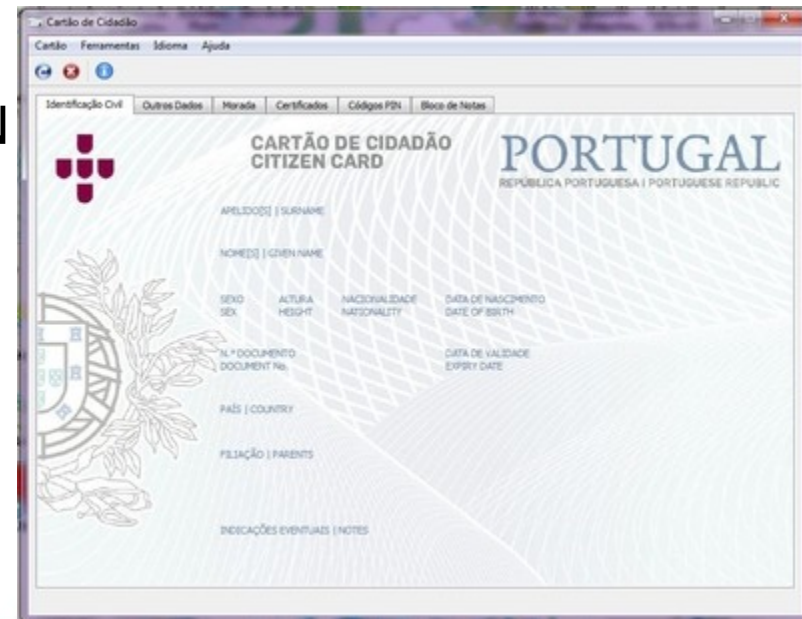 Cartão de Cidadão
Cartão Ferramentas Idioma Ajuda
Identificação Civil Outros Dados Morada Certificados Códigos PIN Bloco de Notas
CARTÃO DE CIDADÃO
CITIZEN CARD
PORTUGAL
REPÚBLICA PORTUGUESA | PORTUGUESE REPUBLIC
APELIDO[S] | SURNAME
NOME[S] | GIVEN NAME
SEXO ALTURA NACIONALIDADE DATA DE NASCIMENTO
SEX HEIGHT NATIONALITY DATE OF BIRTH
N.º DOCUMENTO DATA DE VALIDADE
DOCUMENT No. EXPIRY DATE
PAÍS | COUNTRY
FILIAÇÃO | PARENTS
INDICAÇÕES EVENTUAIS | NOTES